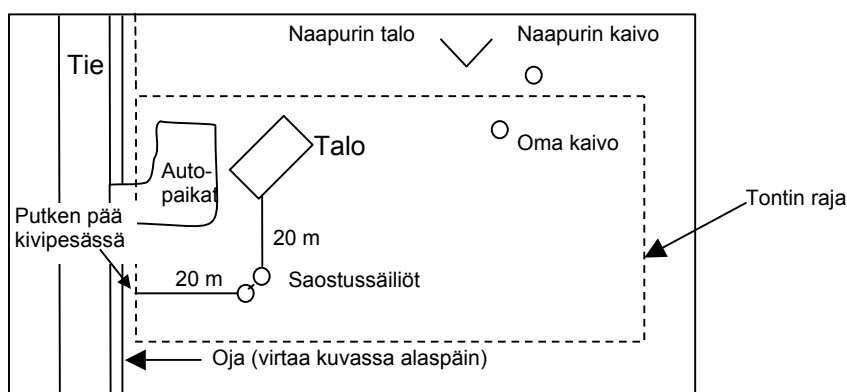 Naapurin talo
Naapurin kaivo
Tie
Talo
Oma kaivo
Auto-
paikat
Tontin raja
Putken pää
kivipesässä
20 m
20 m
Saostussäiliöt
Oja (virtaa kuvassa alaspäin)